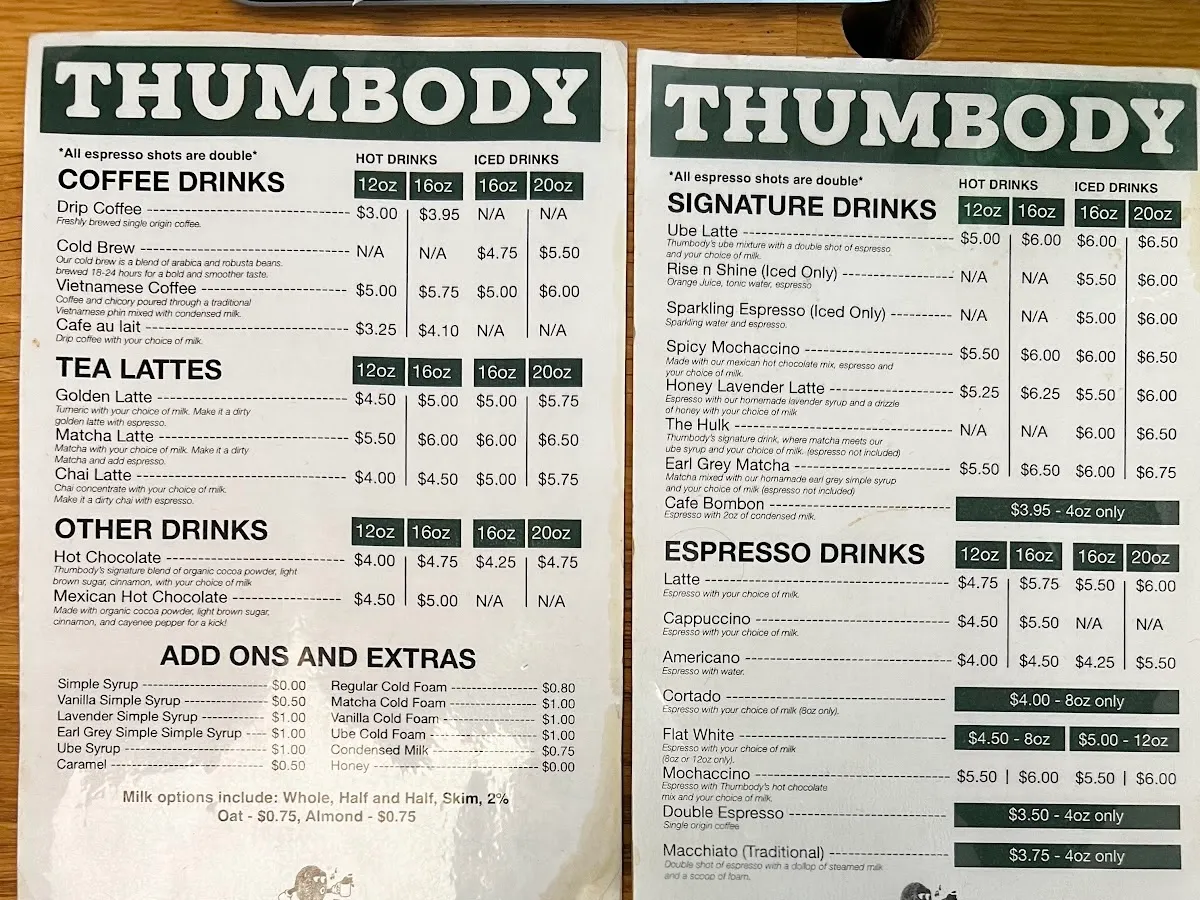 THUMBODY
*All espresso shots are double*
HOT DRINKS ICED DRINKS
COFFEE DRINKS 12oz 16oz 16oz 20oz
Drip Coffee $3.00 $3.95 N/A N/A
Freshly brewed single origin coffee.
Cold Brew N/A N/A $4.75 $5.50
Our cold brew is a blend of arabica and robusta beans.
brewed 18-24 hours for a bold and smoother taste.
Vietnamese Coffee $5.00 $5.75 $5.00 $6.00
Coffee and chicory poured through a traditional
Vietnamese phin mixed with condensed milk.
Cafe au lait $3.25 $4.10 N/A N/A
Drip coffee with your choice of milk.
TEA LATTES 12oz 16oz 16oz 20oz
Golden Latte $4.50 $5.00 $5.00 $5.75
Tumeric with your choice of milk. Make it a dirty
golden latte with espresso.
Matcha Latte $5.50 $6.00 $6.00 $6.50
Matcha with your choice of milk. Make it a dirty
Matcha and add espresso.
Chai Latte $4.00 $4.50 $5.00 $5.75
Chai concentrate with your choice of milk.
Make it a dirty chai with espresso.
OTHER DRINKS 12oz 16oz 16oz 20oz
Hot Chocolate $4.00 $4.75 $4.25 $4.75
Thumbody's signature blend of organic cocoa powder, light
brown sugar, cinnamon, with your choice of milk
Mexican Hot Chocolate $4.50 $5.00 N/A N/A
Made with organic cocoa powder, light brown sugar,
cinnamon, and cayenee pepper for a kick!
ADD ONS AND EXTRAS
Simple Syrup $0.00 Regular Cold Foam $0.80
Vanilla Simple Syrup $0.50 Matcha Cold Foam $1.00
Lavender Simple Syrup $1.00 Vanilla Cold Foam $1.00
Earl Grey Simple Simple Syrup $1.00 Ube Cold Foam $1.00
Ube Syrup $1.00 Condensed Milk $0.75
Caramel $0.50 Honey $0.00
Milk options include: Whole, Half and Half, Skim, 2%
Oat - $0.75, Almond - $0.75
THUMBODY
*All espresso shots are double*
HOT DRINKS ICED DRINKS
SIGNATURE DRINKS 12oz 16oz 16oz 20oz
Ube Latte $5.00 $6.00 $6.00 $6.50
Thumbody's ube mixture with a double shot of espresso
and your choice of milk.
Rise n Shine (Iced Only) N/A N/A $5.50 $6.00
Orange Juice, tonic water, espresso
Sparkling Espresso (Iced Only) N/A N/A $5.00 $6.00
Sparkling water and espresso.
Spicy Mochaccino $5.50 $6.00 $6.00 $6.50
Made with our mexican hot chocolate mix, espresso and
your choice of milk.
Honey Lavender Latte $5.25 $6.25 $5.50 $6.00
Espresso with our homemade lavender syrup and a drizzle
of honey with your choice of milk
The Hulk N/A N/A $6.00 $6.50
Thumbody's signature drink, where matcha meets our
ube syrup and your choice of milk. (espresso not included)
Earl Grey Matcha $5.50 $6.50 $6.00 $6.75
Matcha mixed with our homamade earl grey simple syrup
and your choice of milk (espresso not included)
Cafe Bombon $3.95 - 4oz only
Espresso with 2oz of condensed milk.
ESPRESSO DRINKS 12oz 16oz 16oz 20oz
Latte $4.75 $5.75 $5.50 $6.00
Espresso with your choice of milk.
Cappuccino $4.50 $5.50 N/A N/A
Espresso with your choice of milk.
Americano $4.00 $4.50 $4.25 $5.50
Espresso with water.
Cortado $4.00 - 8oz only
Espresso with your choice of milk (8oz only).
Flat White $4.50 - 8oz $5.00 - 12oz
Espresso with your choice of milk
(8oz or 12oz only).
Mochaccino $5.50 | $6.00 $5.50 | $6.00
Espresso with Thumbody's hot chocolate
mix and your choice of milk.
Double Espresso $3.50 - 4oz only
Single origin coffee
Macchiato (Traditional) $3.75 - 4oz only
Double shot of espresso with a dollop of steamed milk
and a scoop of foam.